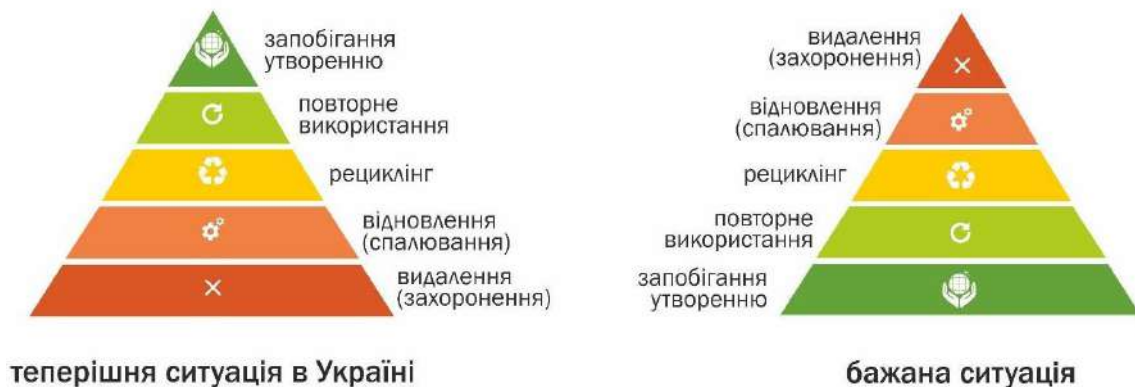 запобігання
утворенню
повторне
використання
рециклінг
відновлення
(спалювання)
видалення
(захоронення)
теперішня ситуація в Україні
видалення
(захоронення)
відновлення
(спалювання)
рециклінг
повторне
використання
запобігання
утворенню
бажана ситуація